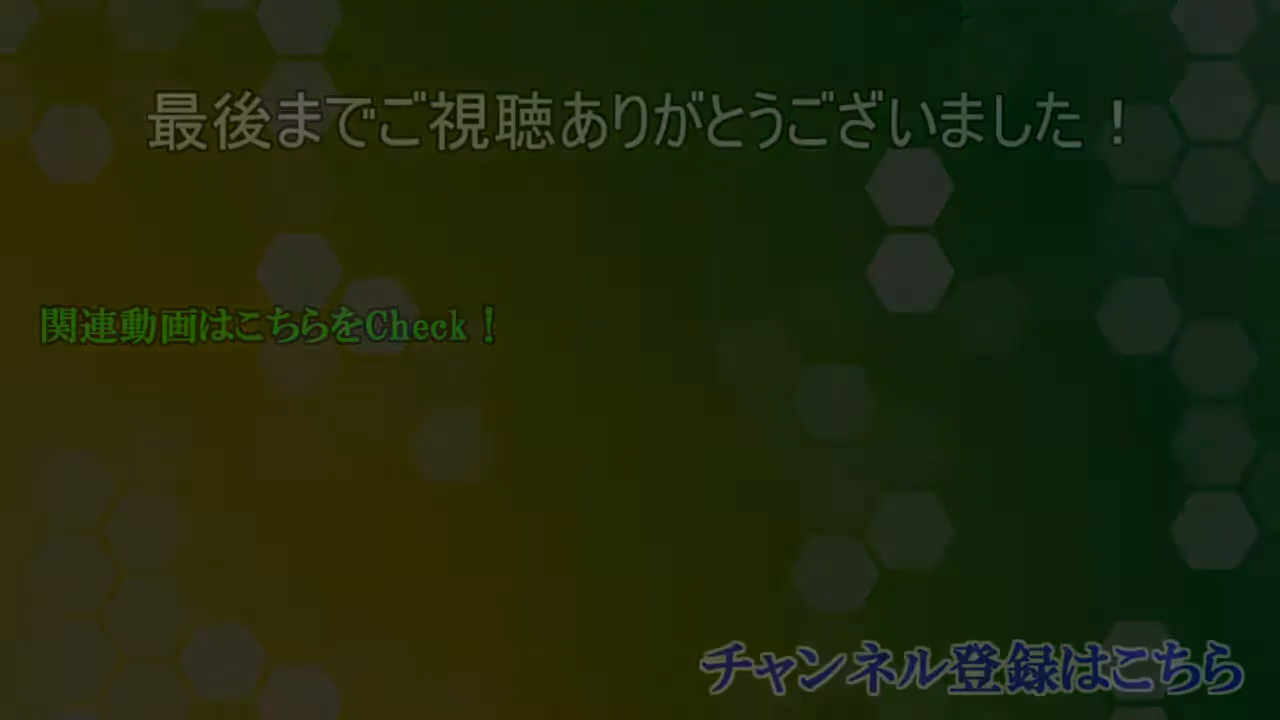 最後までご視聴ありがとうございました！
関連動画はこちらをCheck！
チャンネル登録はこちら